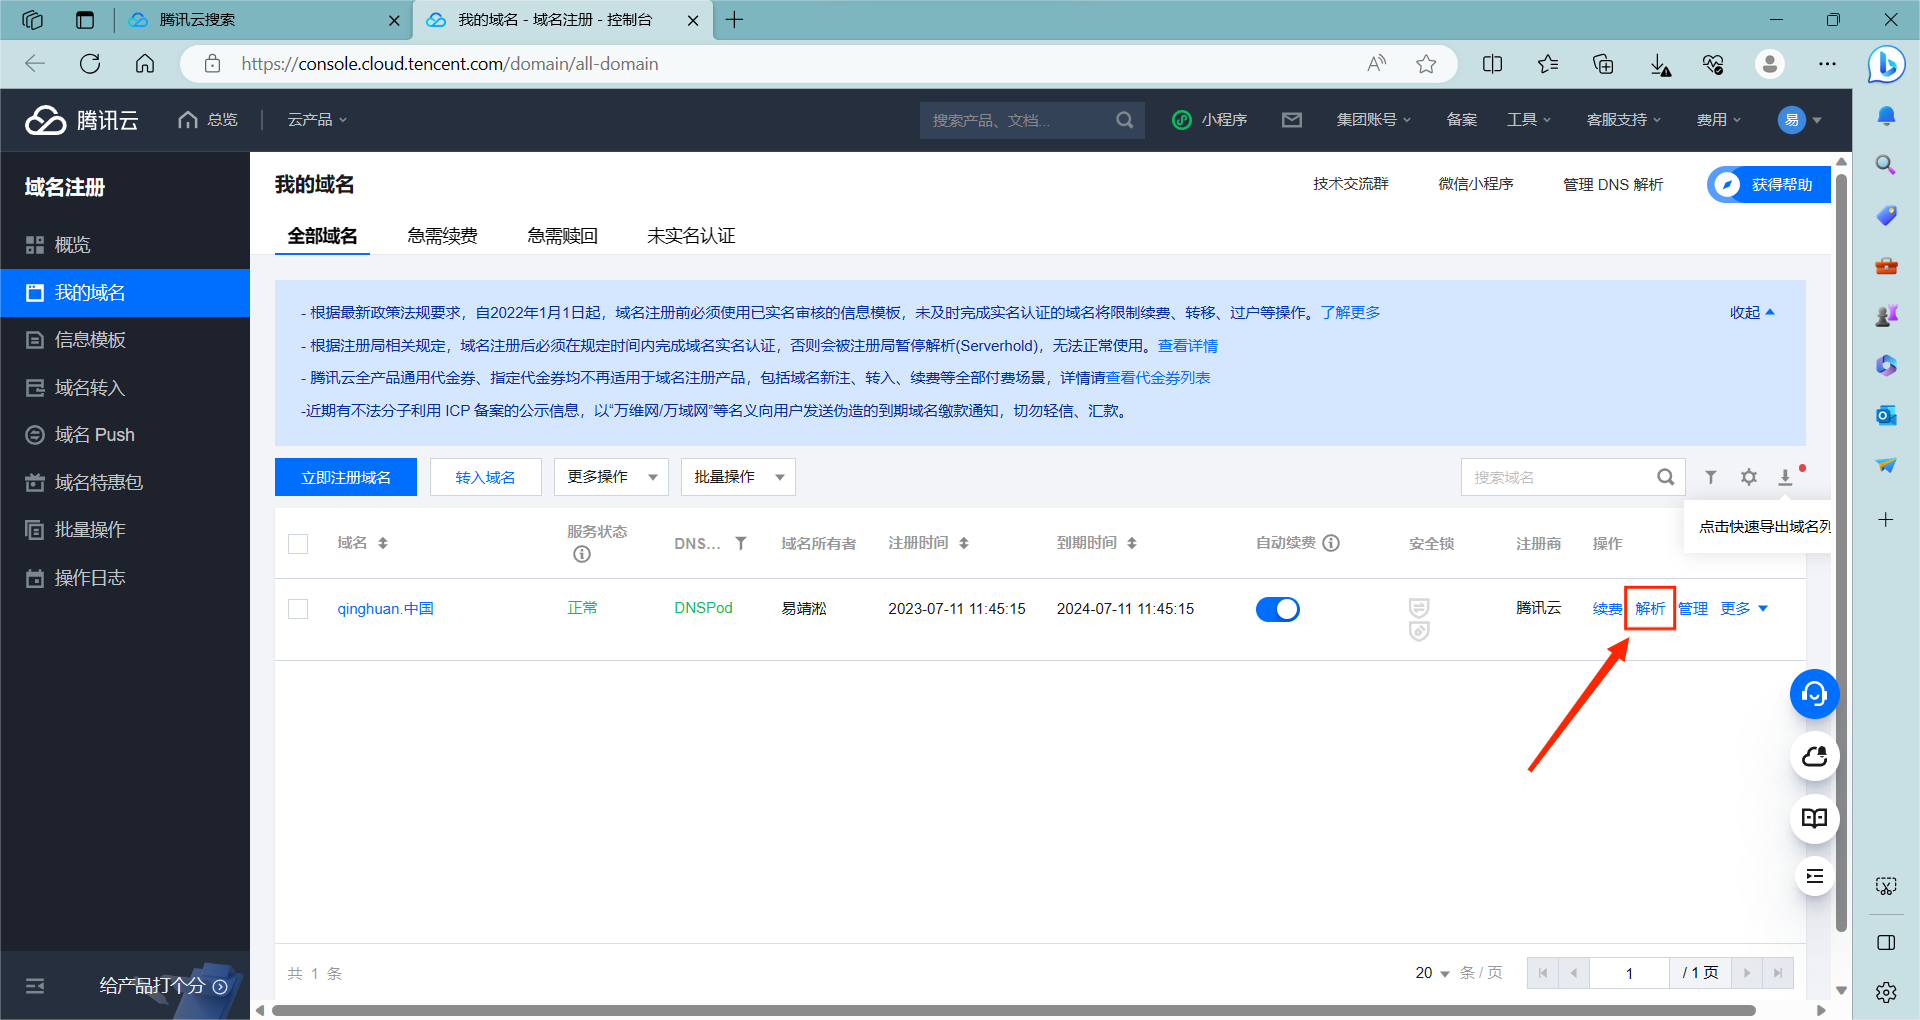 腾讯云搜索
我的域名 - 域名注册 - 控制台
https://console.cloud.tencent.com/domain/all-domain
腾讯云
总览
云产品
搜索产品、文档...
小程序
集团账号
备案
工具
客服支持
费用
易
域名注册
概览
我的域名
信息模板
域名转入
域名 Push
域名特惠包
批量操作
操作日志
给产品打个分
我的域名
技术交流群
微信小程序
管理 DNS 解析
获得帮助
全部域名
急需续费
急需赎回
未实名认证
- 根据最新政策法规要求，自2022年1月1日起，域名注册前必须使用已实名审核的信息模板，未及时完成实名认证的域名将限制续费、转移、过户等操作。了解更多
收起
- 根据注册局相关规定，域名注册后必须在规定时间内完成域名实名认证，否则会被注册局暂停解析(Serverhold)，无法正常使用。查看详情
- 腾讯云全产品通用代金券、指定代金券均不再适用于域名注册产品，包括域名新注、转入、续费等全部付费场景，详情请查看代金券列表
-近期有不法分子利用 ICP 备案的公示信息，以“万维网/万域网”等名义向用户发送伪造的到期域名缴款通知，切勿轻信、汇款。
立即注册域名
转入域名
更多操作
批量操作
搜索域名
点击快速导出域名列
域名
服务状态
DNS...
域名所有者
注册时间
到期时间
自动续费
安全锁
注册商
操作
qinghuan.中国
正常
DNSPod
易靖淞
2023-07-11 11:45:15
2024-07-11 11:45:15
腾讯云
续费
解析
管理
更多
共 1 条
20
条 / 页
1
/ 1 页